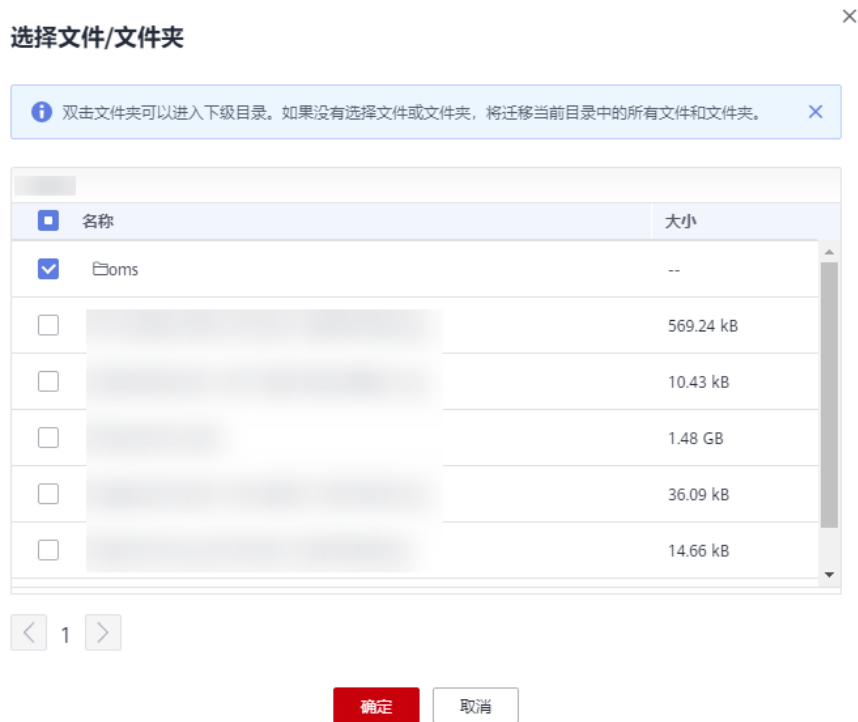 选择文件/文件夹
双击文件夹可以进入下级目录。如果没有选择文件或文件夹，将迁移当前目录中的所有文件和文件夹。
名称 大小
oms --
569.24 kB
10.43 kB
1.48 GB
36.09 kB
14.66 kB
1
确定 取消